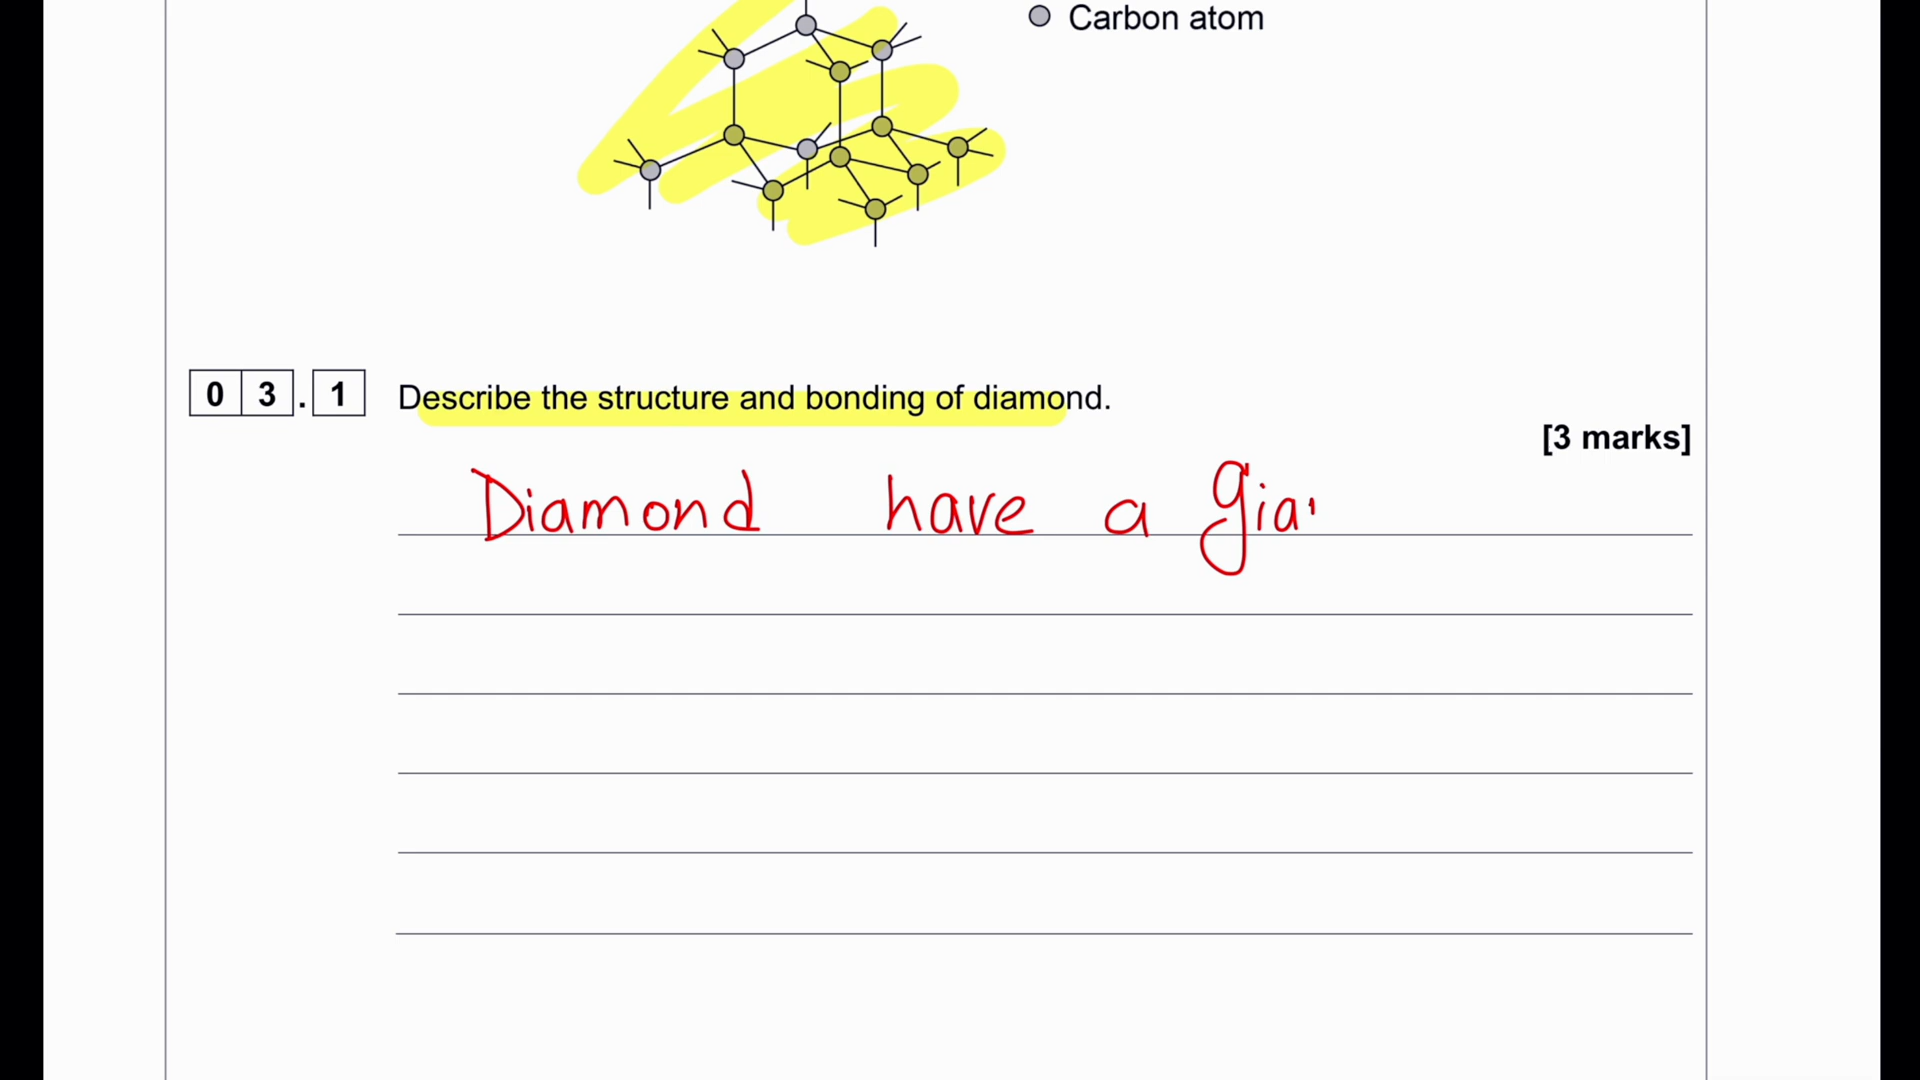 Carbon atom
0 3 . 1 Describe the structure and bonding of diamond.
[3 marks]
Diamond have a gia